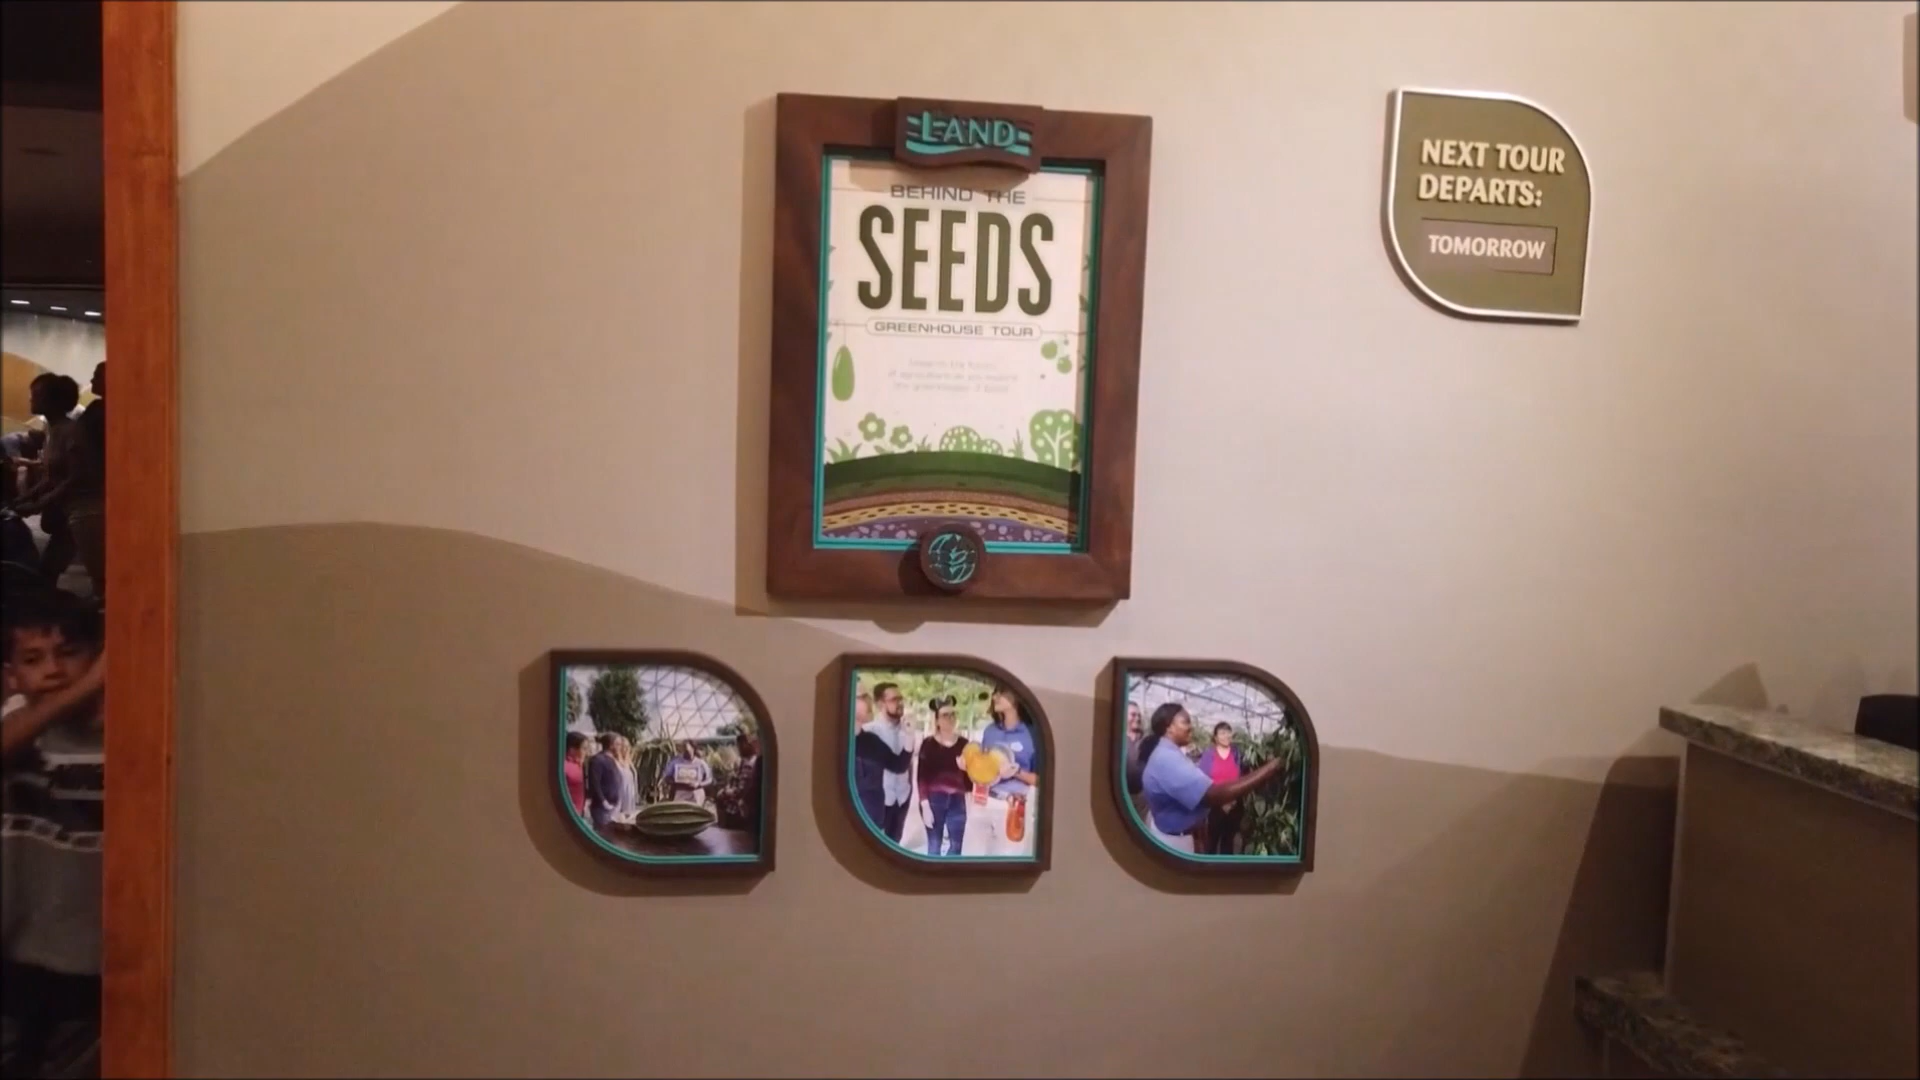 LAND
BEHIND THE
SEEDS
GREENHOUSE TOUR
NEXT TOUR
DEPARTS:
TOMORROW